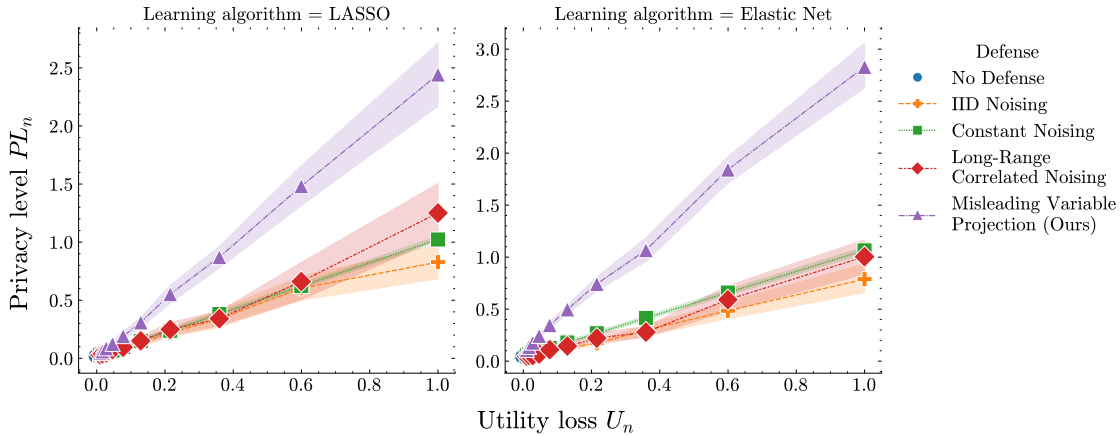 Learning algorithm = LASSO
Learning algorithm = Elastic Net
Privacy level PLₙ
2.5
2.0
1.5
1.0
0.5
0.0
0.0 0.2 0.4 0.6 0.8 1.0
3.0
2.5
2.0
1.5
1.0
0.5
0.0
0.0 0.2 0.4 0.6 0.8 1.0
Utility loss Uₙ
Defense
No Defense
IID Noising
Constant Noising
Long-Range
Correlated Noising
Misleading Variable
Projection (Ours)